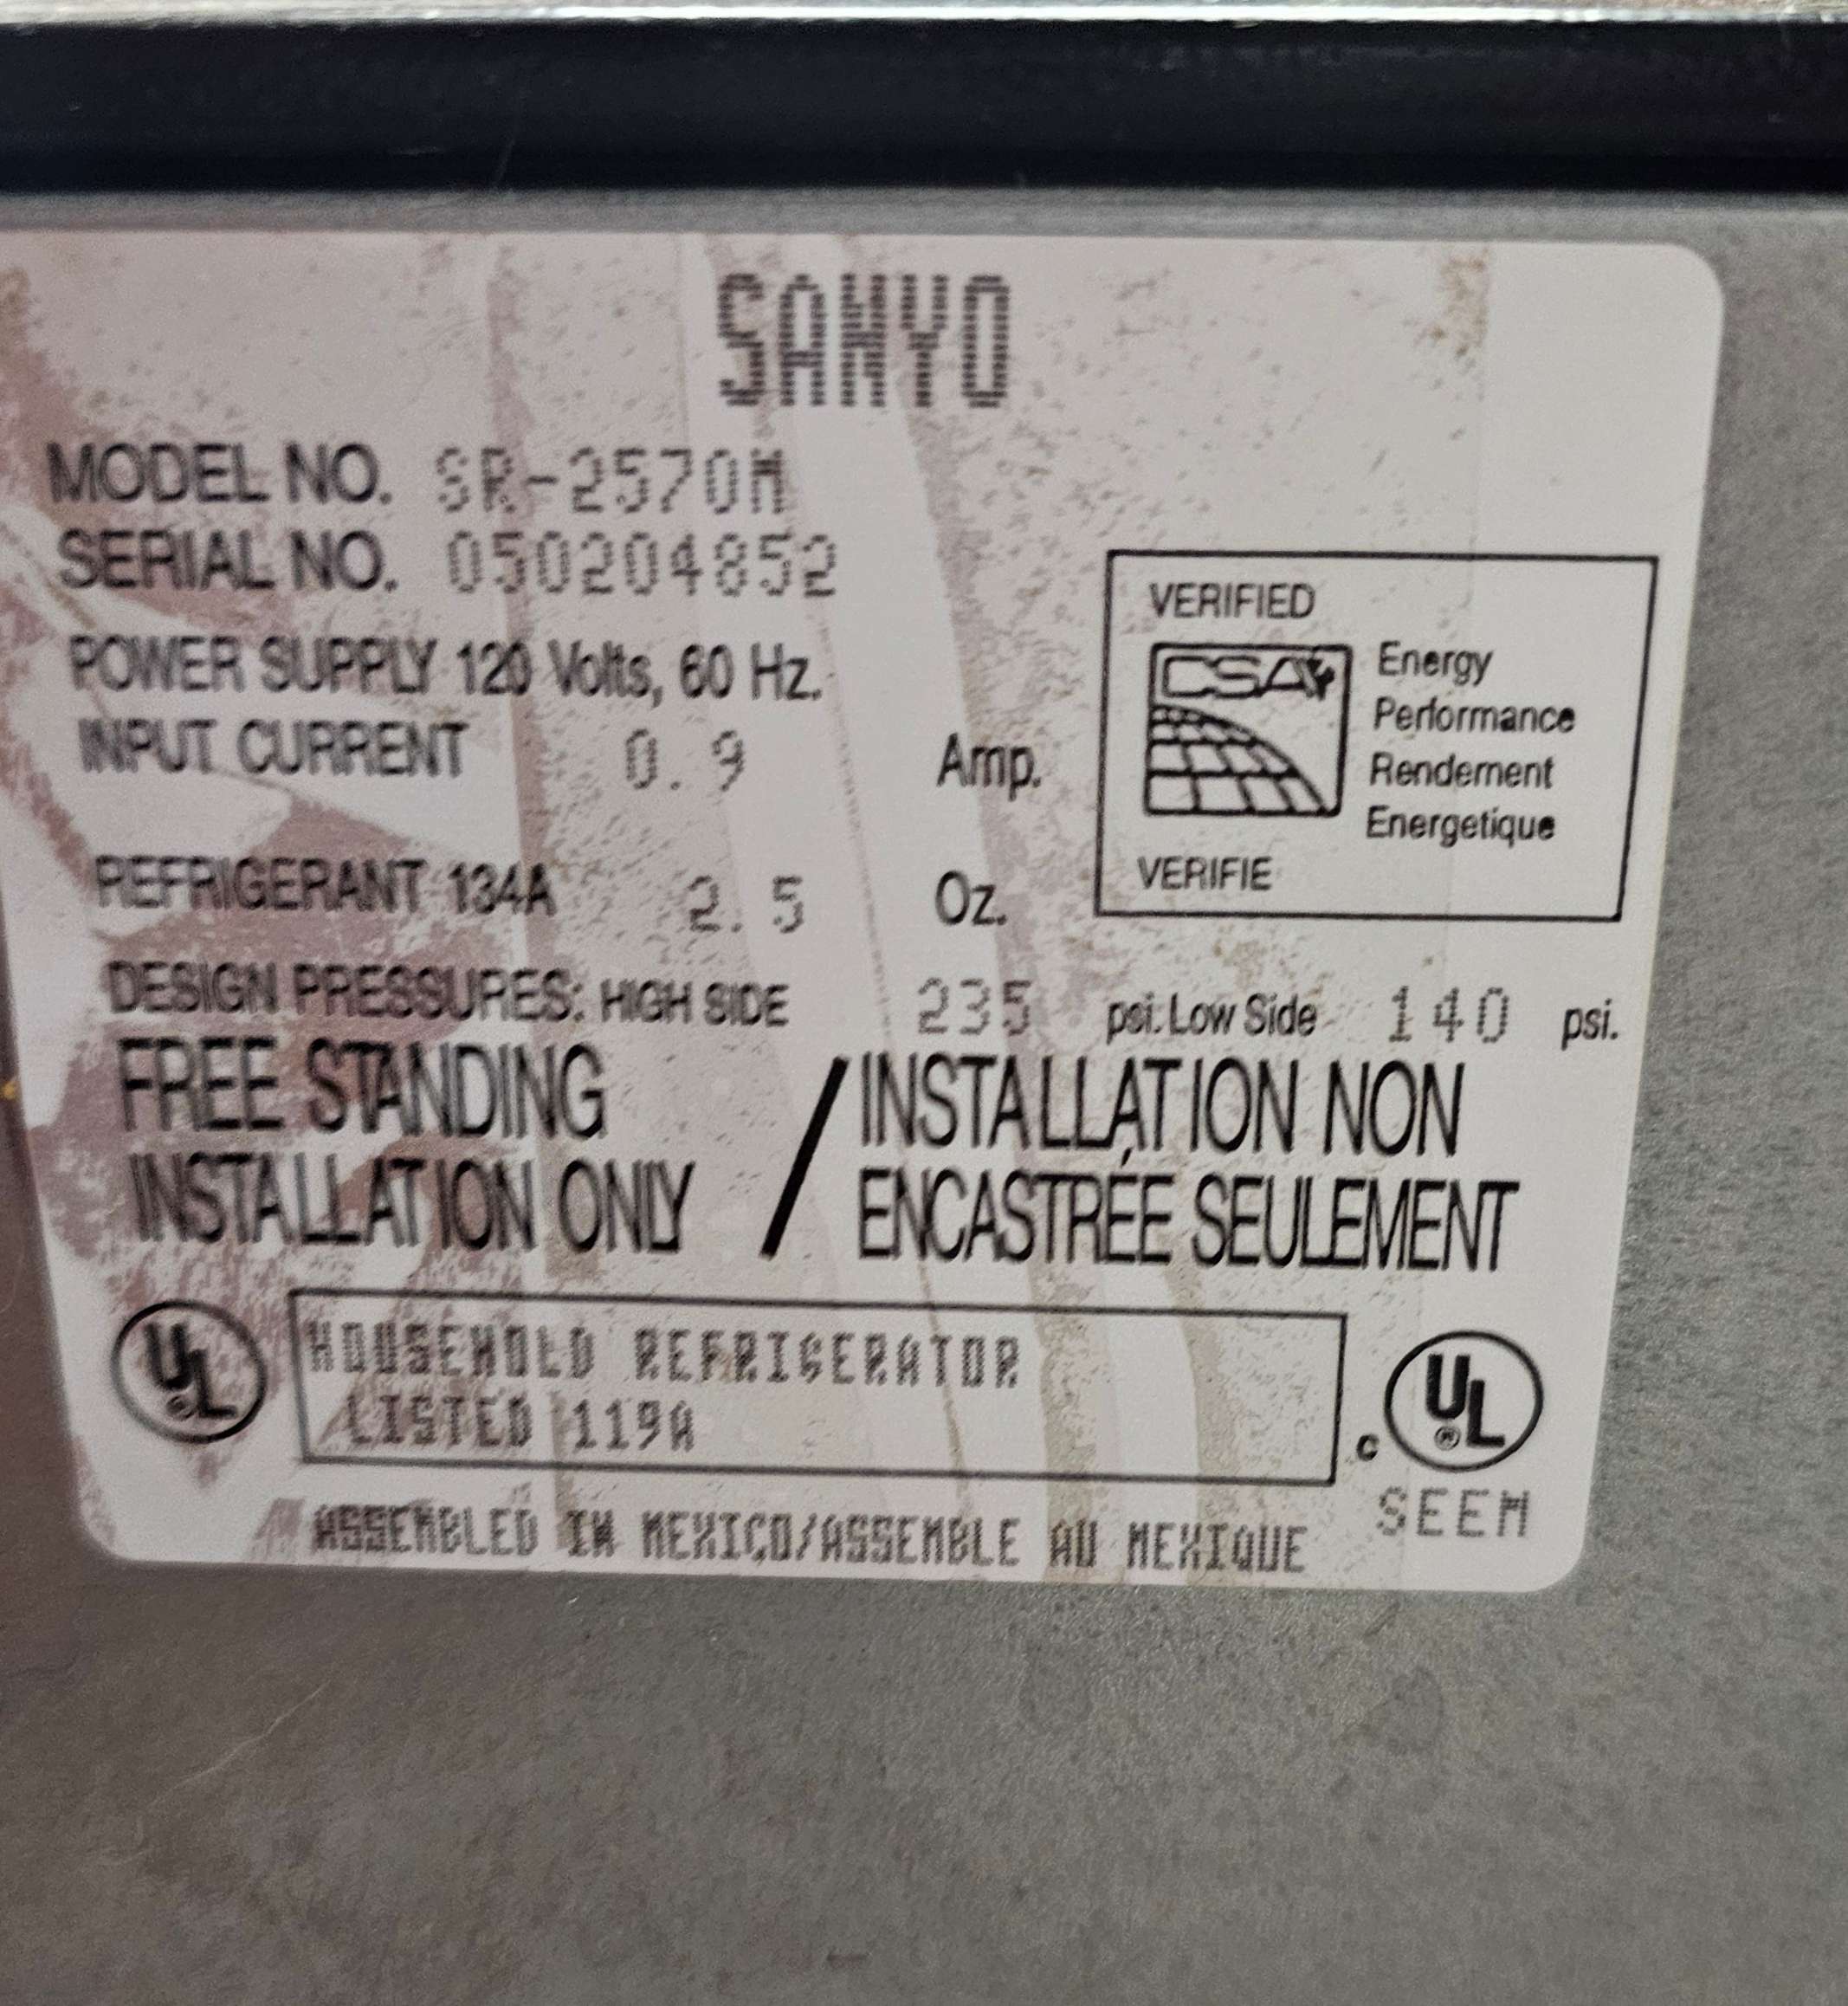 SANYO
MODEL NO. SR-2570M
SERIAL NO. 050204852
POWER SUPPLY 120 Volts, 60 Hz.
INPUT CURRENT 0.9 Amp.
REFRIGERANT 134A 2.5 Oz.
VERIFIED
CSA
Energy
Performance
Rendement
Energetique
VERIFIE
DESIGN PRESSURES: HIGH SIDE 235 psi. Low Side 140 psi.
FREE STANDING / INSTALLATION NON
INSTALLATION ONLY ENCASTRÉE SEULEMENT
UL
HOUSEHOLD REFRIGERATOR
LISTED 119A
c UL ®
SEEM
ASSEMBLED IN MEXICO/ASSEMBLE AU MEXIQUE